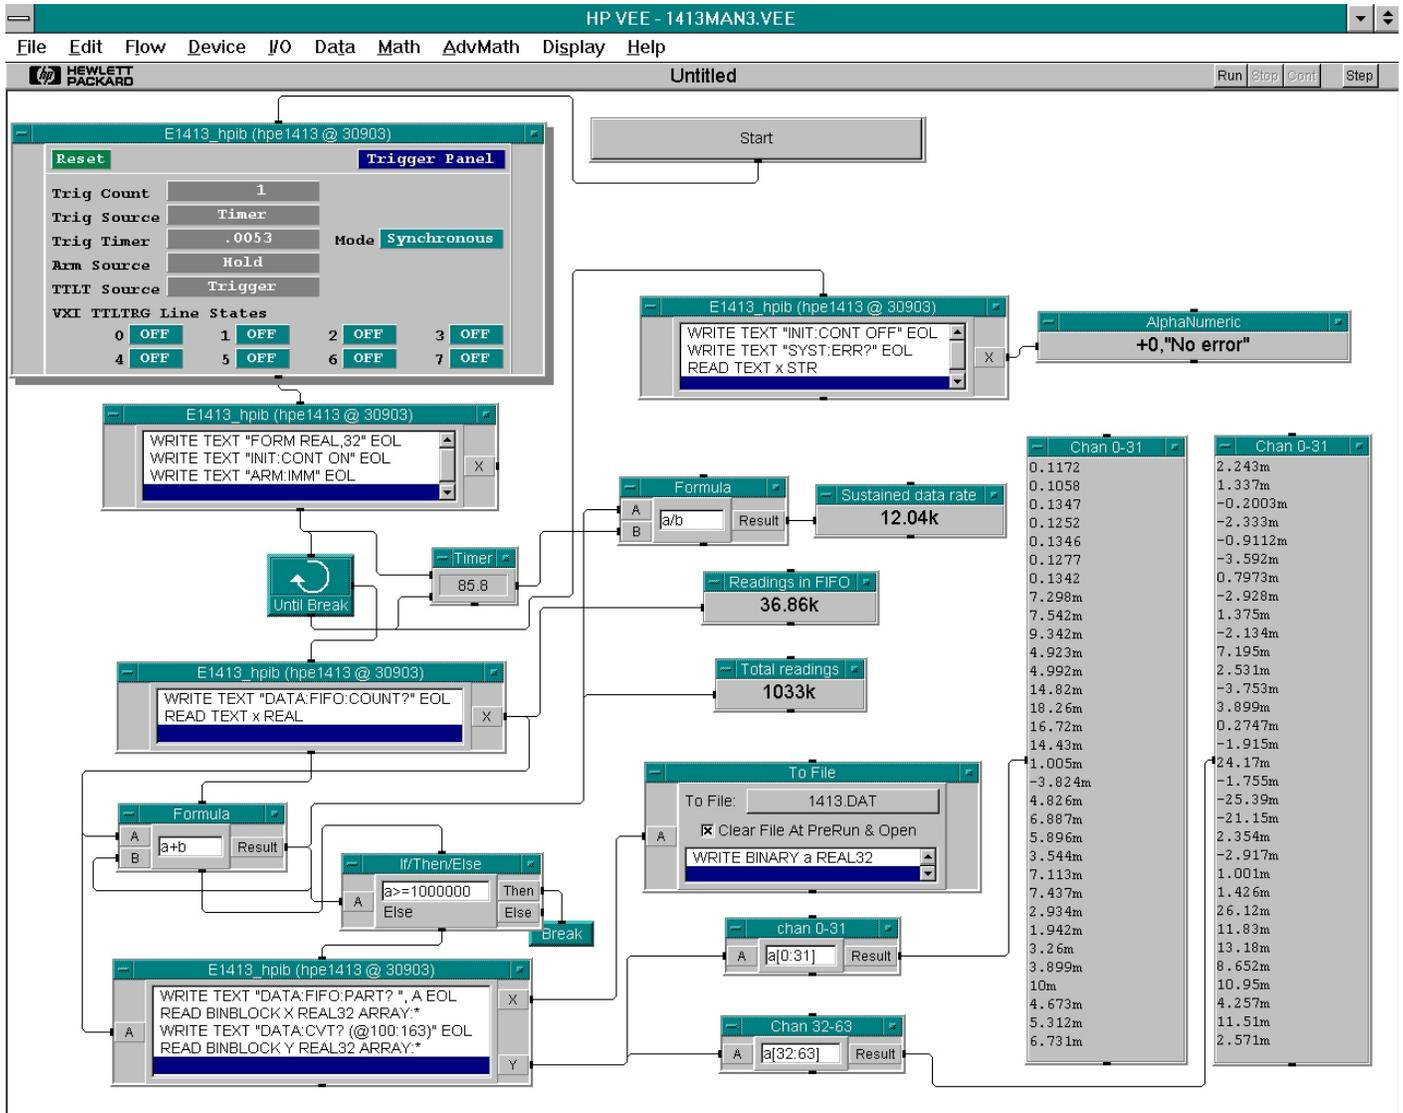 HP VEE - 1413MAN3.VEE
File Edit Flow Device I/O Data Math AdvMath Display Help
hp HEWLETT PACKARD
Untitled
Run Stop Cont Step
E1413_hpib (hpe1413 @ 30903)
Reset Trigger Panel
Trig Count 1
Trig Source Timer
Trig Timer .0053 Mode Synchronous
Arm Source Hold
TTLT Source Trigger
VXI TTLTRG Line States
0 OFF 1 OFF 2 OFF 3 OFF
4 OFF 5 OFF 6 OFF 7 OFF
Start
E1413_hpib (hpe1413 @ 30903)
WRITE TEXT "INIT:CONT OFF" EOL
WRITE TEXT "SYST:ERR?" EOL
READ TEXT x STR
X
AlphaNumeric
+0,"No error"
E1413_hpib (hpe1413 @ 30903)
WRITE TEXT "FORM REAL,32" EOL
WRITE TEXT "INIT:CONT ON" EOL
WRITE TEXT "ARM:IMM" EOL
X
Formula
A
B
a/b
Result
Sustained data rate
12.04k
Until Break
Timer
85.8
Readings in FIFO
36.86k
Total readings
1033k
E1413_hpib (hpe1413 @ 30903)
WRITE TEXT "DATA:FIFO:COUNT?" EOL
READ TEXT x REAL
X
Formula
A
B
a+b
Result
If/Then/Else
A
a>=1000000 Then
Else Else
Break
To File
To File: 1413.DAT
Clear File At PreRun & Open
A
WRITE BINARY a REAL32
E1413_hpib (hpe1413 @ 30903)
WRITE TEXT "DATA:FIFO:PART? ", A EOL
READ BINBLOCK X REAL32 ARRAY:*
WRITE TEXT "DATA:CVT? (@100:163)" EOL
READ BINBLOCK Y REAL32 ARRAY:*
A
X
Y
chan 0-31
A a[0:31] Result
Chan 32-63
A a[32:63] Result
Chan 0-31
0.1172
0.1058
0.1347
0.1252
0.1346
0.1277
0.1342
7.298m
7.542m
9.342m
4.923m
4.992m
14.82m
18.26m
16.72m
14.43m
1.005m
-3.824m
4.826m
6.887m
5.896m
3.544m
7.113m
7.437m
2.934m
1.942m
3.26m
3.899m
10m
4.673m
5.312m
6.731m
Chan 0-31
2.243m
1.337m
-0.2003m
-2.333m
-0.9112m
-3.592m
0.7973m
-2.928m
1.375m
-2.134m
7.195m
2.531m
-3.753m
3.899m
0.2747m
-1.915m
24.17m
-1.755m
-25.39m
-21.15m
2.354m
-2.917m
1.001m
1.426m
26.12m
11.83m
13.18m
8.652m
10.95m
4.257m
11.51m
2.571m